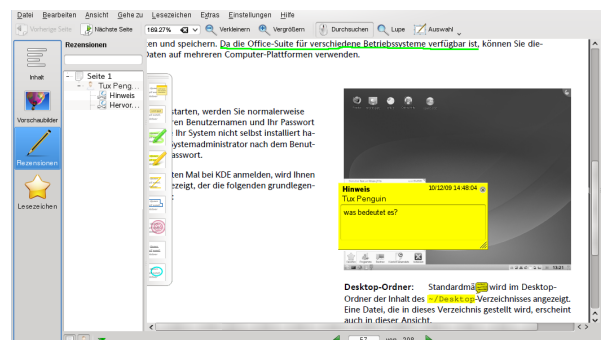 Datei Bearbeiten Ansicht Gehe zu Lesezeichen Extras Einstellungen Hilfe
Vorherige Seite Nächste Seite 169.27% Verkleinern Vergrößern Durchsuchen Lupe Auswahl
Rezensionen
Inhalt
Vorschaubilder
Rezensionen
Lesezeichen
Seite 1
Tux Peng...
Hinweis
Hervor...
en und speichern. Da die Office-Suite für verschiedene Betriebssysteme verfügbar ist, können Sie die-
Daten auf mehreren Computer-Plattformen verwenden.
starten, werden Sie normalerweise
ren Benutzernamen und Ihr Passwort
Ihr System nicht selbst installiert ha-
Systemadministrator nach dem Benut-
asswort.
ten Mal bei KDE anmelden, wird Ihnen
ezeigt, der die folgenden grundlegen-
:
Hinweis 10/12/09 14:48:04
Tux Penguin
was bedeutet es?
Desktop-Ordner: Standardmä wird im Desktop-
Ordner der Inhalt des ~/Desktop-Verzeichnisses angezeigt.
Eine Datei, die in dieses Verzeichnis gestellt wird, erscheint
auch in dieser Ansicht.
57 von 208